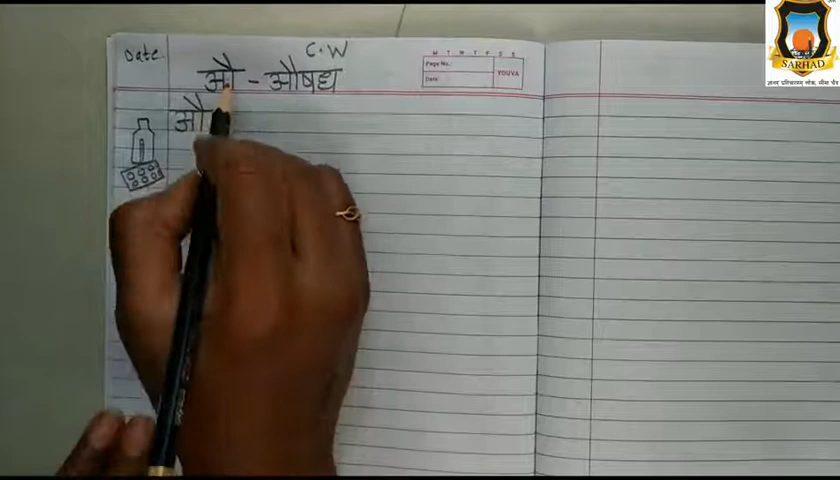 Date
C.W
औ - औषध
औ
M T W T F S S
Page No.:
Date:
YOUVA
SARHAD